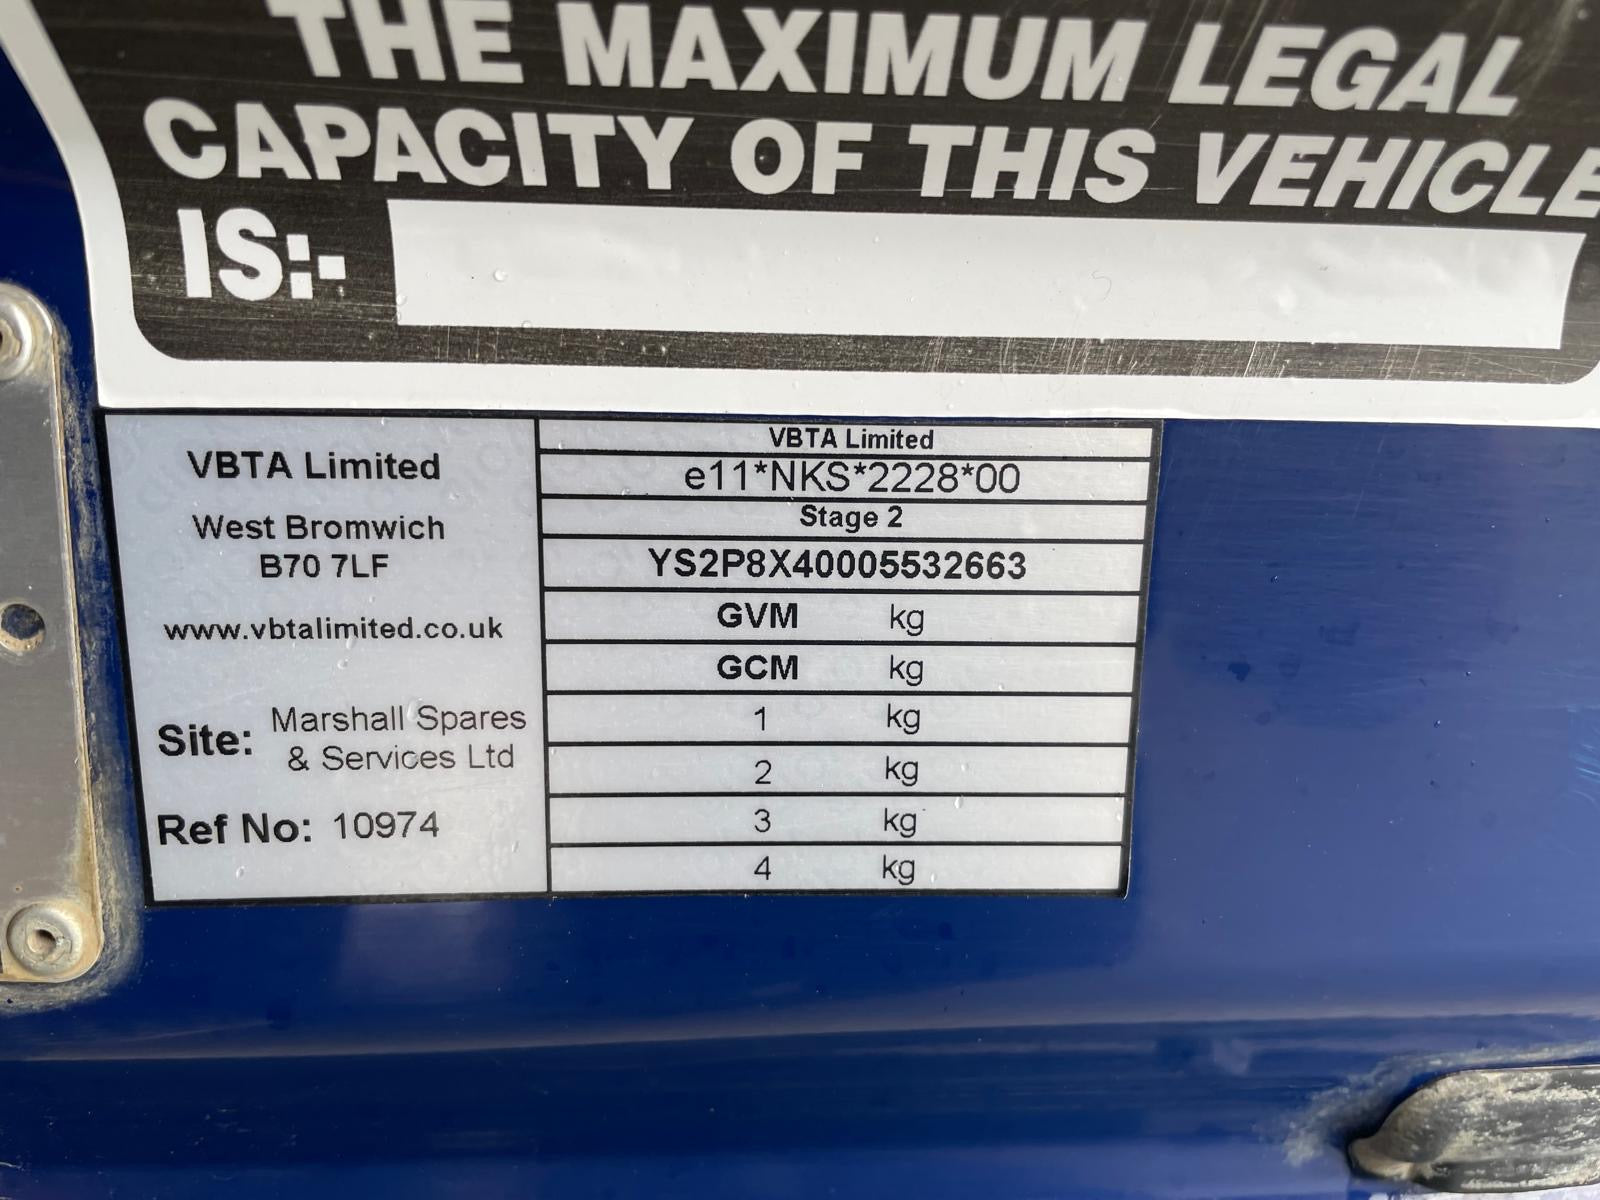 THE MAXIMUM LEGAL
CAPACITY OF THIS VEHICLE
IS:-
VBTA Limited
West Bromwich
B70 7LF
www.vbtalimited.co.uk
Site: Marshall Spares
& Services Ltd
Ref No: 10974
VBTA Limited
e11*NKS*2228*00
Stage 2
YS2P8X40005532663
GVM kg
GCM kg
1 kg
2 kg
3 kg
4 kg